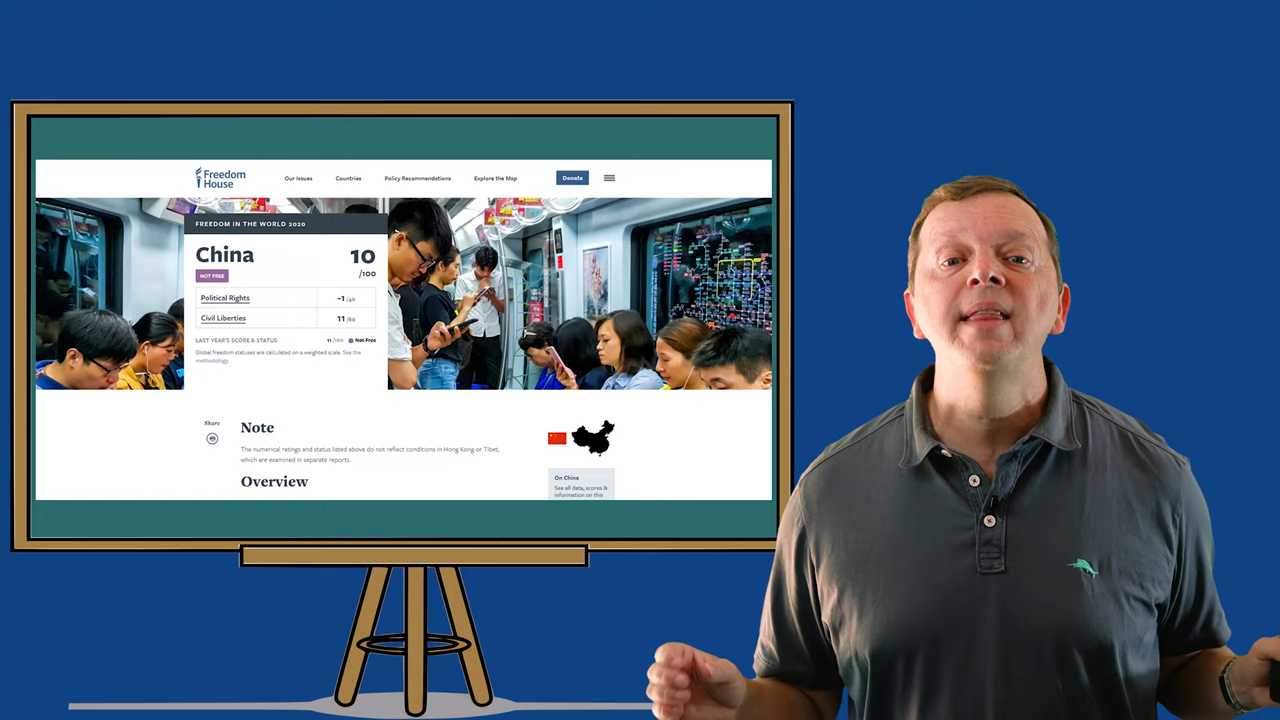 Freedom
House
Our Issues
Countries
Policy Recommendations
Explore the Map
Donate
FREEDOM IN THE WORLD 2020
China
10
/100
NOT FREE
Political Rights
-1 /40
Civil Liberties
11 /60
LAST YEAR'S SCORE & STATUS
11 /100 Not Free
Global freedom statuses are calculated on a weighted scale. See the
methodology.
Share
Note
The numerical ratings and status listed above do not reflect conditions in Hong Kong or Tibet,
which are examined in separate reports.
Overview
On China
See all data, scores &
information on this